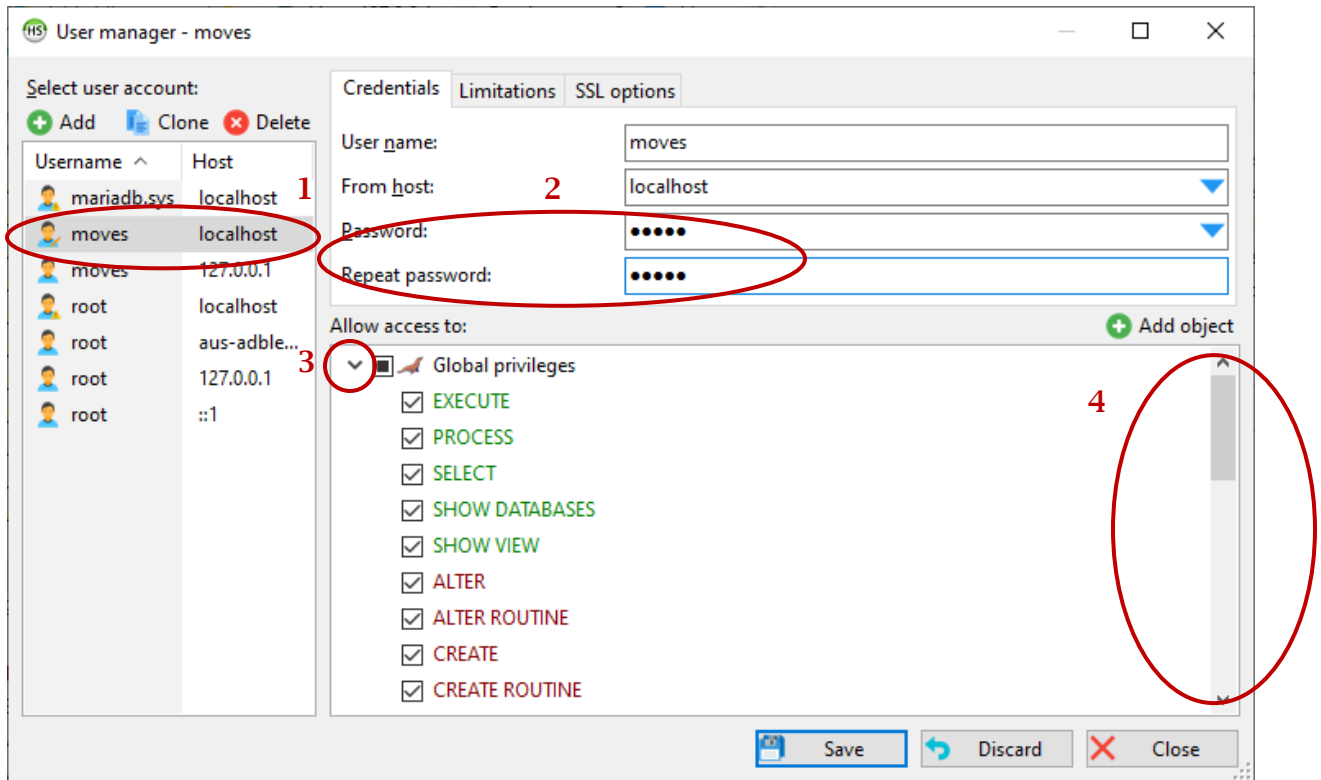 HS User manager - moves
Select user account:
Add Clone Delete
Username Host
mariadb.sys localhost
moves localhost
moves 127.0.0.1
root localhost
root aus-adble...
root 127.0.0.1
root ::1
1
Credentials Limitations SSL options
User name: moves
From host: localhost
2
Password: •••••
Repeat password: •••••
Allow access to: Add object
3
Global privileges
EXECUTE
PROCESS
SELECT
SHOW DATABASES
SHOW VIEW
ALTER
ALTER ROUTINE
CREATE
CREATE ROUTINE
4
Save Discard Close